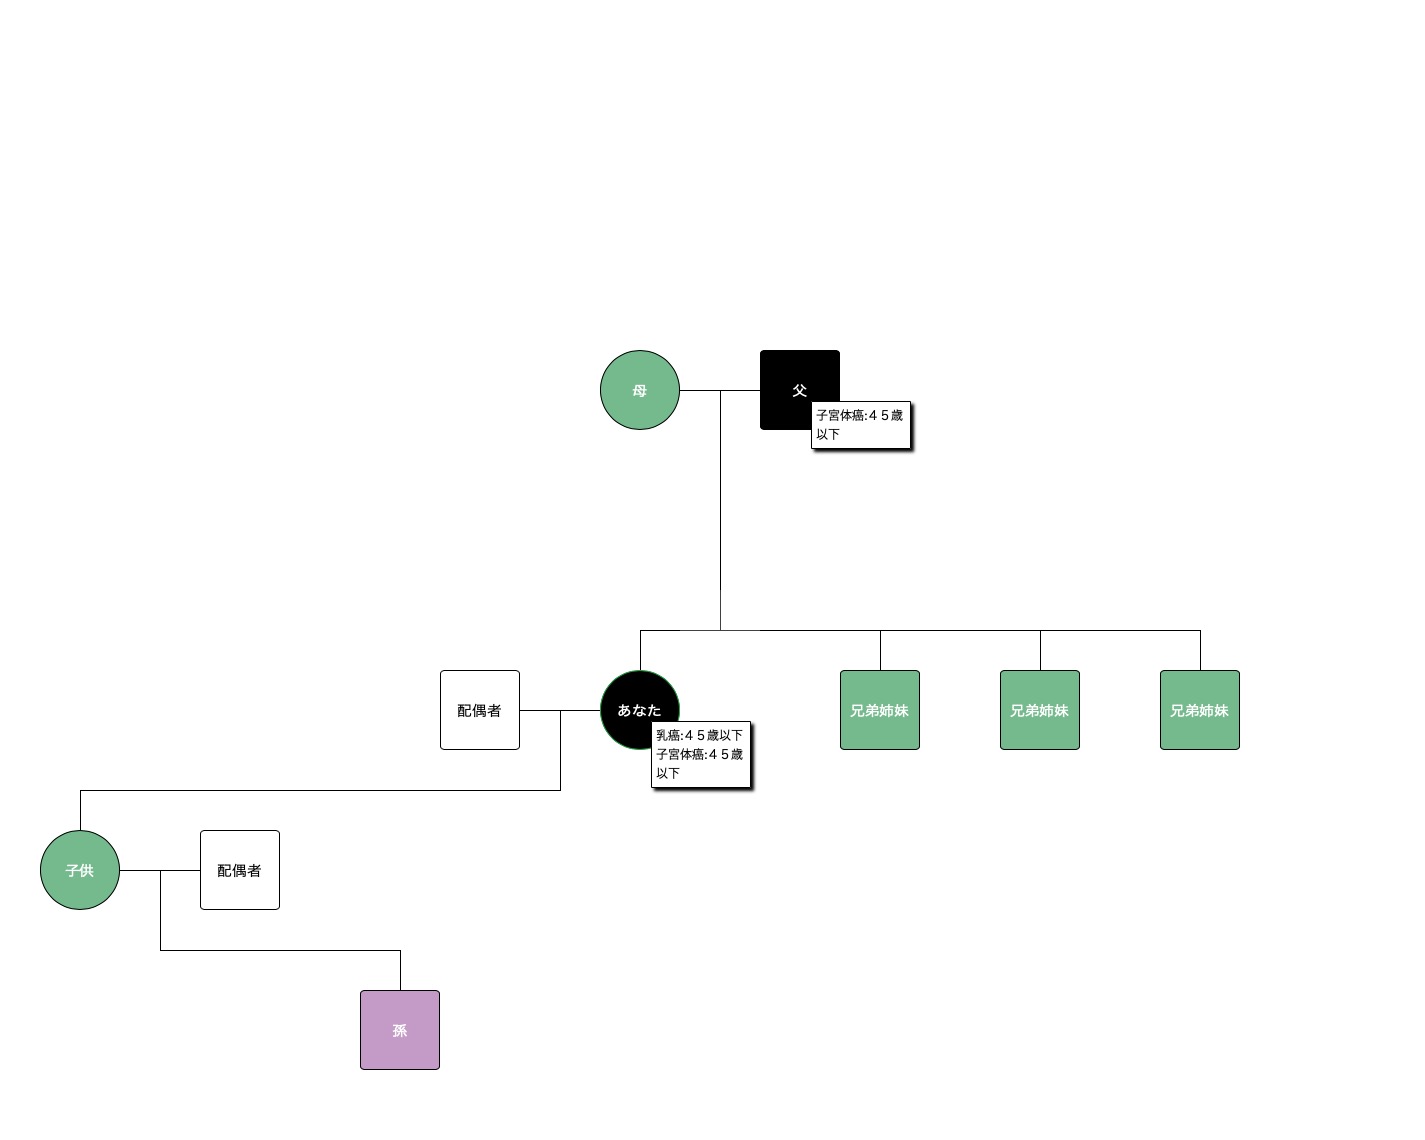 母
父
子宮体癌:４５歳
以下
配偶者
あなた
兄弟姉妹
兄弟姉妹
兄弟姉妹
乳癌:４５歳以下
子宮体癌:４５歳
以下
子供
配偶者
孫